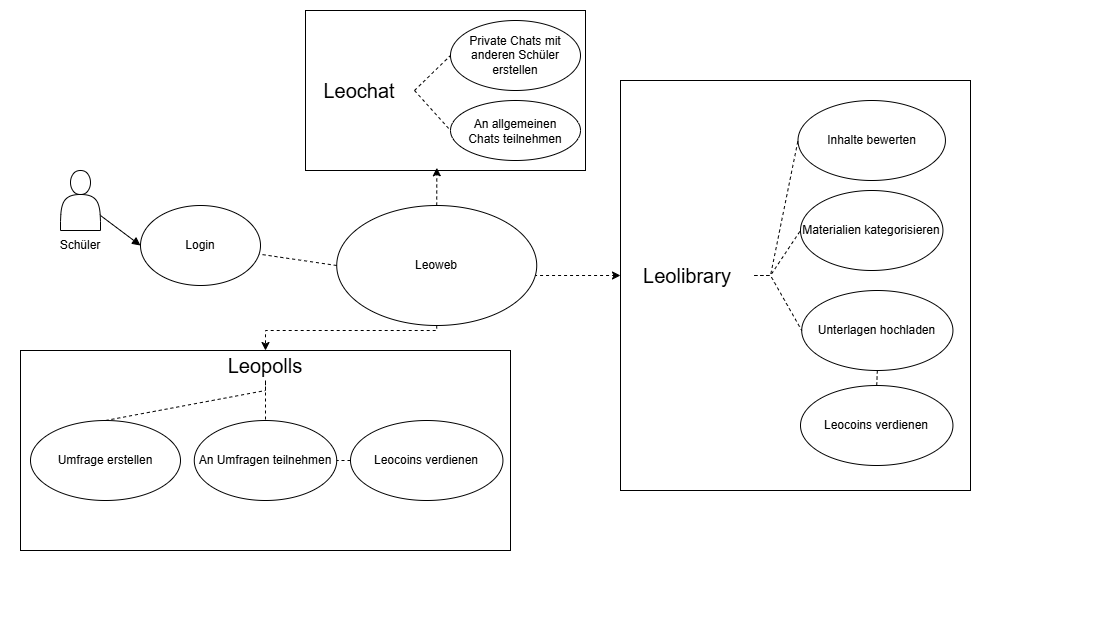 Private Chats mit
anderen Schüler
erstellen
Leochat
An allgemeinen
Chats teilnehmen
Schüler
Login
Leoweb
Leolibrary
Inhalte bewerten
Materialien kategorisieren
Unterlagen hochladen
Leocoins verdienen
Leopolls
Umfrage erstellen
An Umfragen teilnehmen
Leocoins verdienen